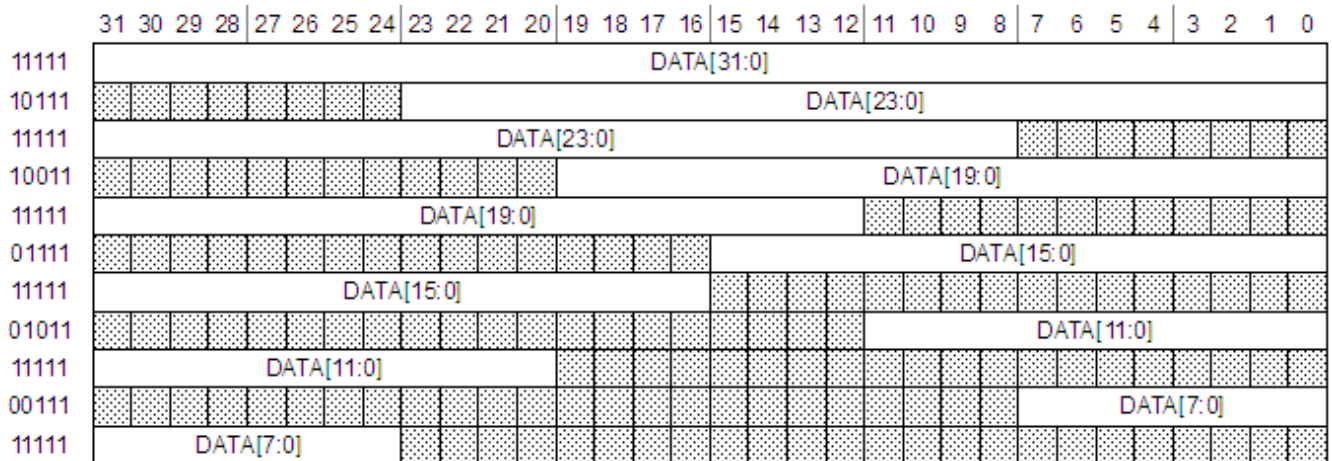 31 30 29 28 27 26 25 24 23 22 21 20 19 18 17 16 15 14 13 12 11 10 9 8 7 6 5 4 3 2 1 0
11111 DATA[31:0]
10111 DATA[23:0]
11111 DATA[23:0]
10011 DATA[19:0]
11111 DATA[19:0]
01111 DATA[15:0]
11111 DATA[15:0]
01011 DATA[11:0]
11111 DATA[11:0]
00111 DATA[7:0]
11111 DATA[7:0]